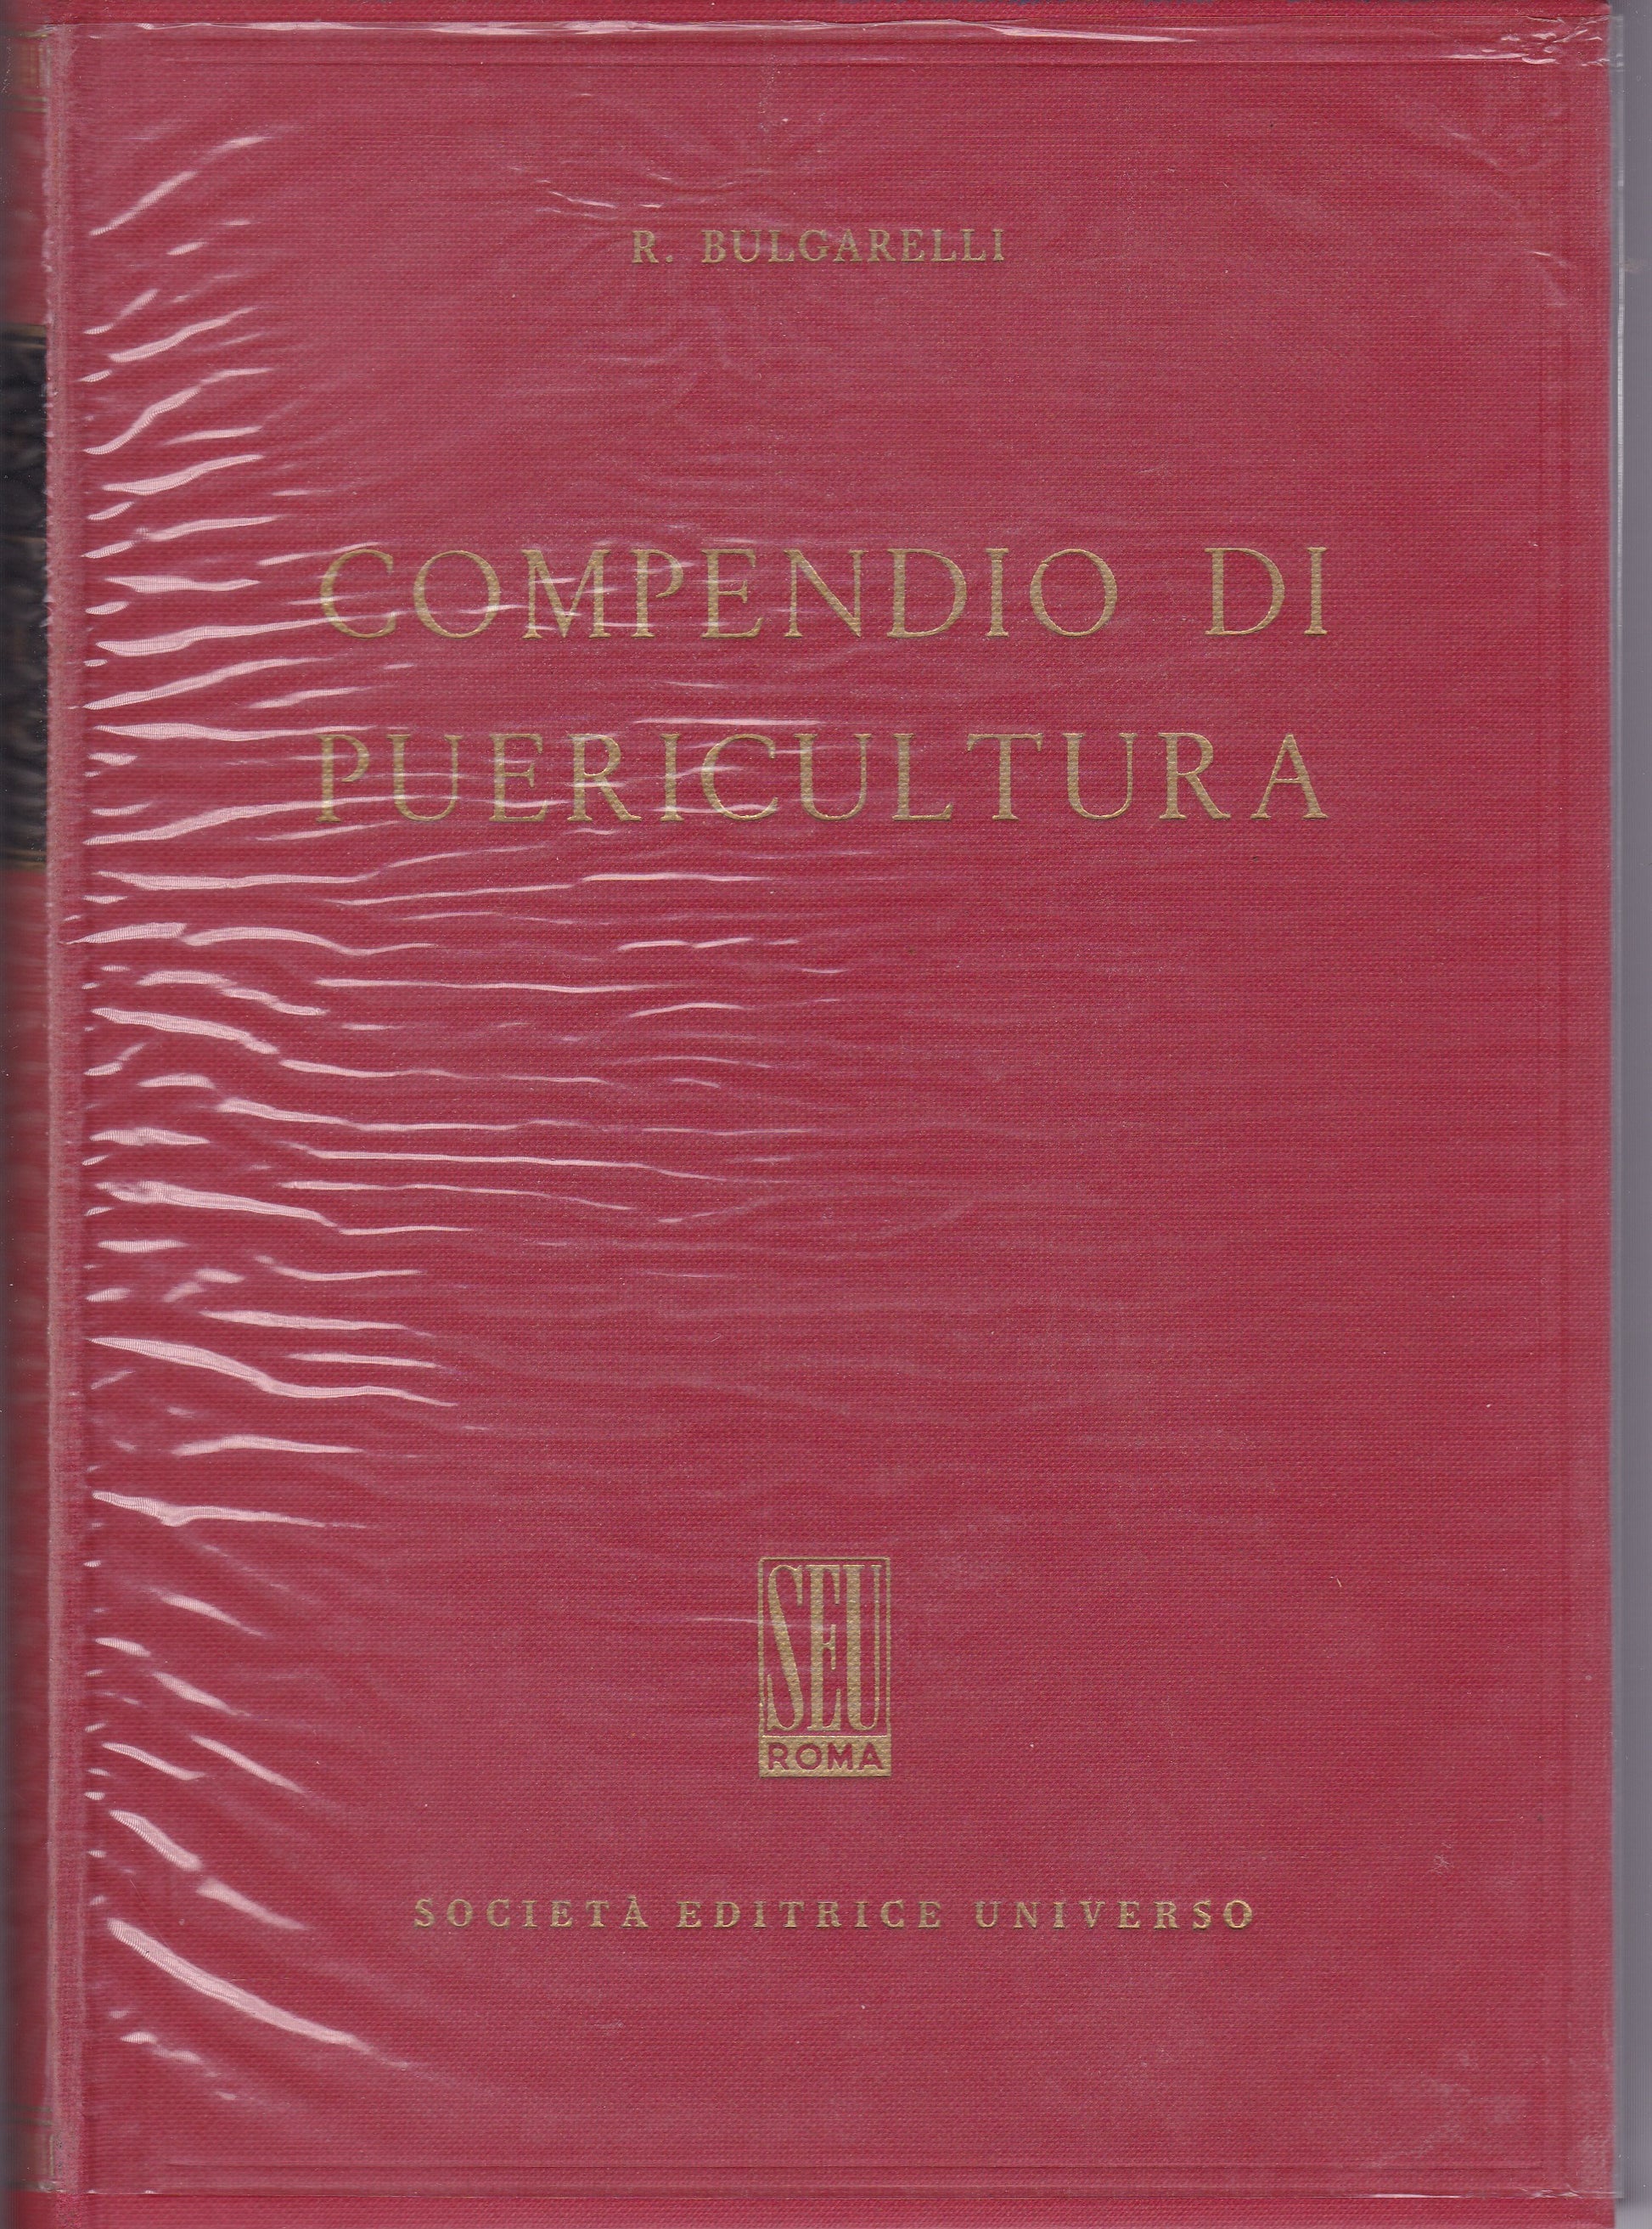 R. BULGARELLI
COMPENDIO DI
PUERICULTURA
SEU
ROMA
SOCIETÀ EDITRICE UNIVERSO